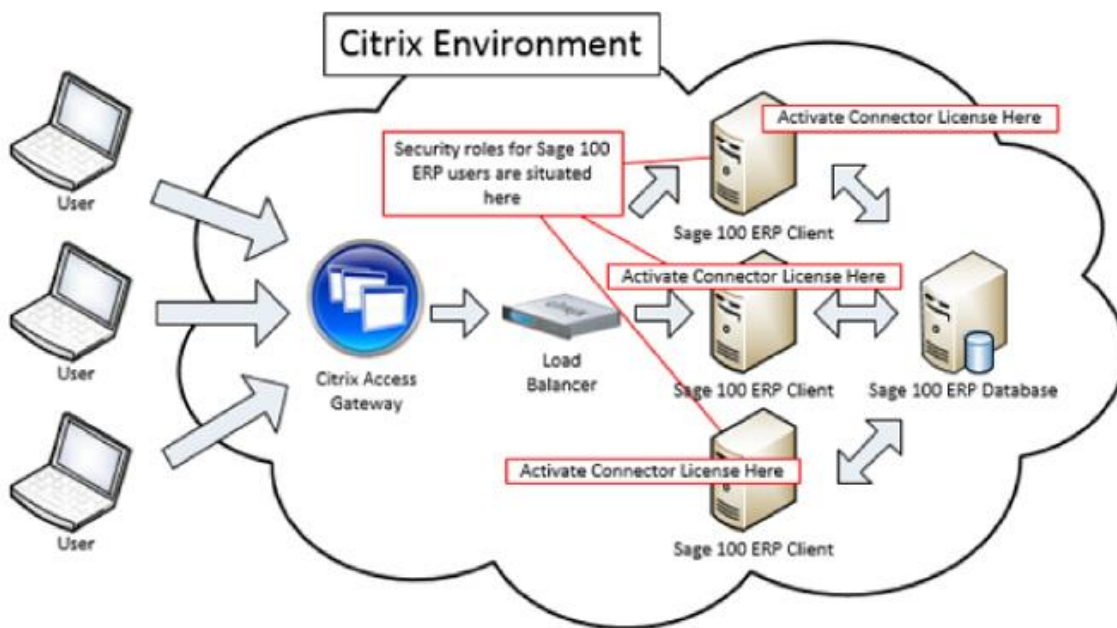 Citrix Environment
Activate Connector License Here
Security roles for Sage 100
ERP users are situated
here
User
Sage 100 ERP Client
Activate Connector License Here
User
Citrix Access
Gateway
Citrix
Load
Balancer
Sage 100 ERP Client
Sage 100 ERP Database
Activate Connector License Here
User
Sage 100 ERP Client